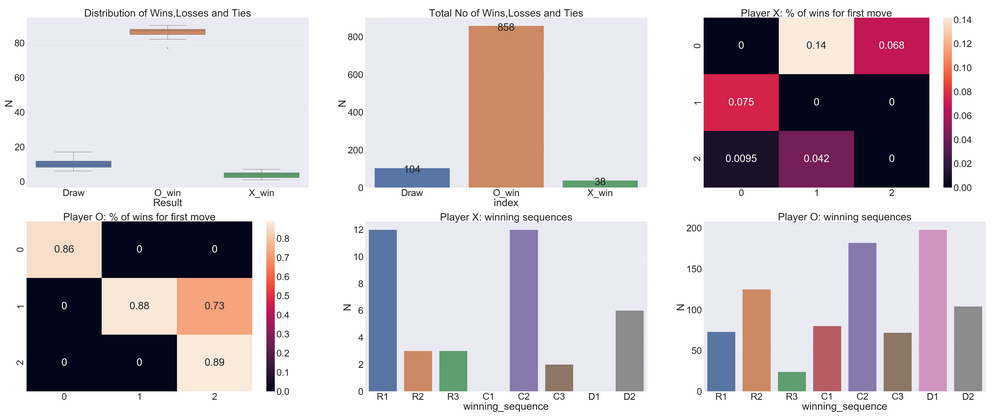 Distribution of Wins,Losses and Ties
N
80
60
40
20
0
Draw O_win X_win
Result
Total No of Wins,Losses and Ties
N
800
600
400
200
0
104 858 38
Draw O_win X_win
index
Player X: % of wins for first move
0 0 0.14 0.068
1 0.075 0 0
2 0.0095 0.042 0
0 1 2
0.14
0.12
0.10
0.08
0.06
0.04
0.02
0.00
Player O: % of wins for first move
0 0.86 0 0
1 0 0.88 0.73
2 0 0 0.89
0 1 2
0.8
0.7
0.6
0.5
0.4
0.3
0.2
0.1
0.0
Player X: winning sequences
N
12
10
8
6
4
2
0
R1 R2 R3 C1 C2 C3 D1 D2
winning_sequence
Player O: winning sequences
N
200
150
100
50
0
R1 R2 R3 C1 C2 C3 D1 D2
winning_sequence